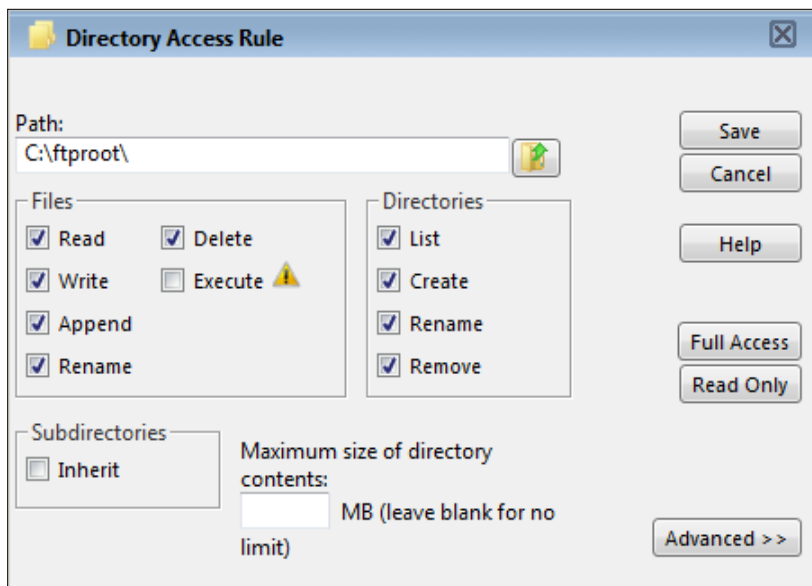 Directory Access Rule
Path:
C:\ftproot\
Save
Cancel
Files
Directories
Read Delete
List
Help
Write Execute
Create
Append
Rename
Full Access
Rename
Remove
Read Only
Subdirectories
Inherit
Maximum size of directory
contents:
MB (leave blank for no
limit)
Advanced >>